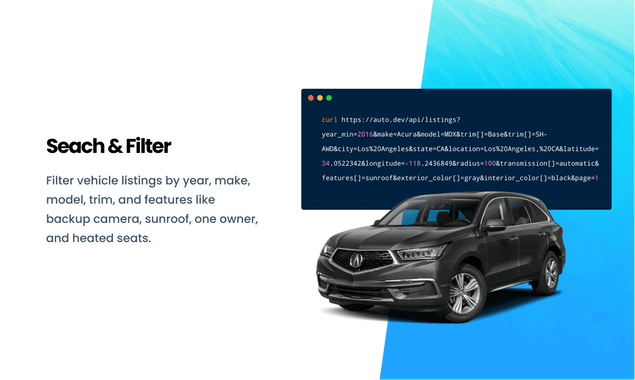 Seach & Filter
Filter vehicle listings by year, make,
model, trim, and features like
backup camera, sunroof, one owner,
and heated seats.
curl https://auto.dev/api/listings?
year_min=2016&make=Acura&model=MDX&trim[]=Base&trim[]=SH-
AWD&city=Los%20Angeles&state=CA&location=Los%20Angeles,%20CA&latitude=
34.0522342&longitude=-118.2436849&radius=100&transmission[]=automatic&
features[]=sunroof&exterior_color[]=gray&interior_color[]=black&page=1